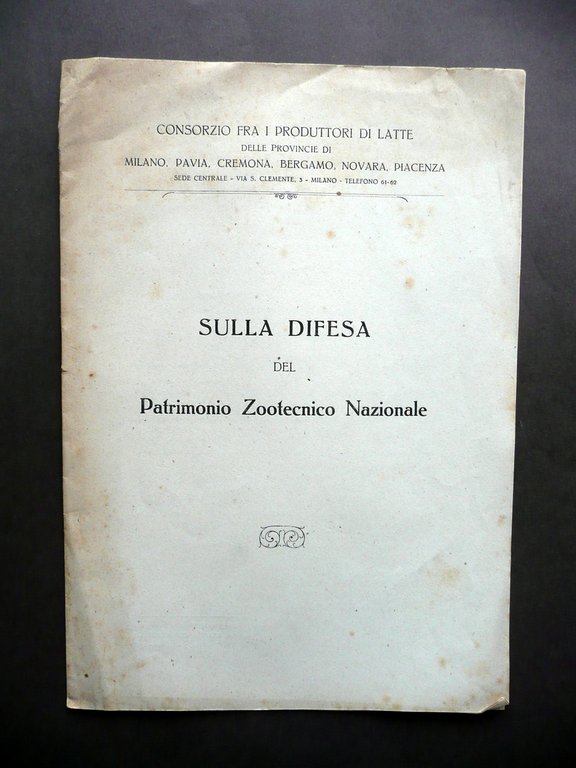 CONSORZIO FRA I PRODUTTORI DI LATTE
DELLE PROVINCIE DI
MILANO, PAVIA, CREMONA, BERGAMO, NOVARA, PIACENZA
SEDE CENTRALE - VIA S. CLEMENTE, 3 - MILANO - TELEFONO 61-62
SULLA DIFESA
DEL
Patrimonio Zootecnico Nazionale